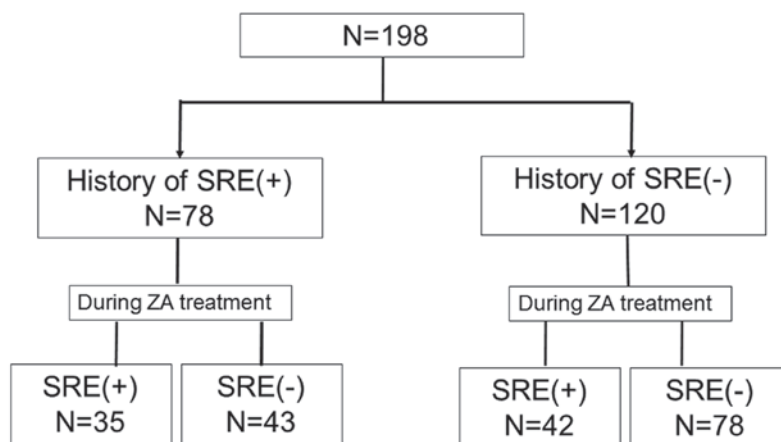 N=198
History of SRE(+)
N=78
History of SRE(-)
N=120
During ZA treatment
During ZA treatment
SRE(+)
N=35
SRE(-)
N=43
SRE(+)
N=42
SRE(-)
N=78